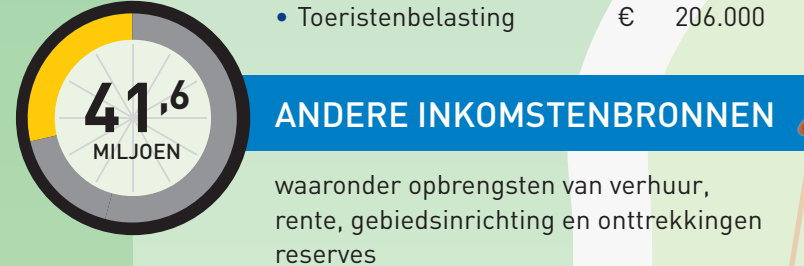 • Toeristenbelasting € 206.000
41,6
MILJOEN
ANDERE INKOMSTENBRONNEN
waaronder opbrengsten van verhuur,
rente, gebiedsinrichting en onttrekkingen
reserves